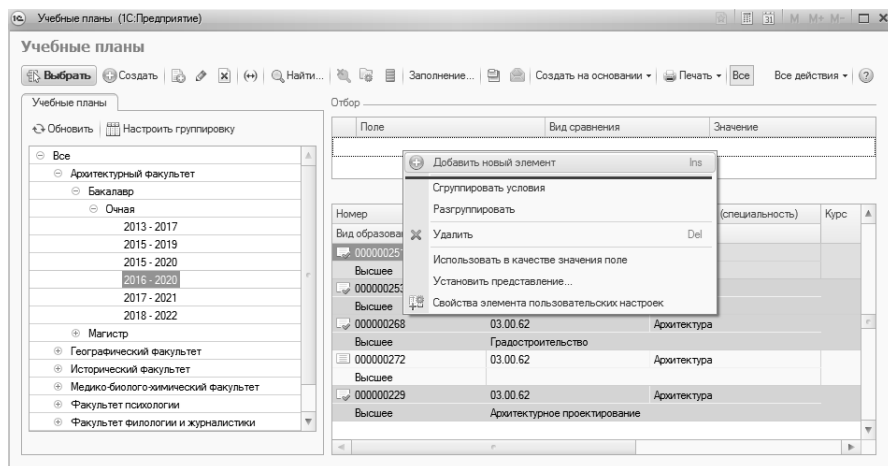 Учебные планы (1С:Предприятие)
M M+ M-
Учебные планы
Выбрать Создать Найти... Заполнение... Создать на основании Печать Все Все действия
Учебные планы
Обновить Настроить группировку
Все
Архитектурный факультет
Бакалавр
Очная
2013 - 2017
2015 - 2019
2015 - 2020
2016 - 2020
2017 - 2021
2018 - 2022
Магистр
Географический факультет
Исторический факультет
Медико-биолого-химический факультет
Факультет психологии
Факультет филологии и журналистики
Отбор
Поле Вид сравнения Значение
Добавить новый элемент Ins
Сгруппировать условия
Разгруппировать
Удалить Del
Использовать в качестве значения поле
Установить представление...
Свойства элемента пользовательских настроек
Номер (специальность) Курс
Вид образова
00000025
Высшее
000000253
Высшее
000000268 03.00.62 Архитектура
Высшее Градостроительство
000000272 03.00.62 Архитектура
Высшее
000000229 03.00.62 Архитектура
Высшее Архитектурное проектирование